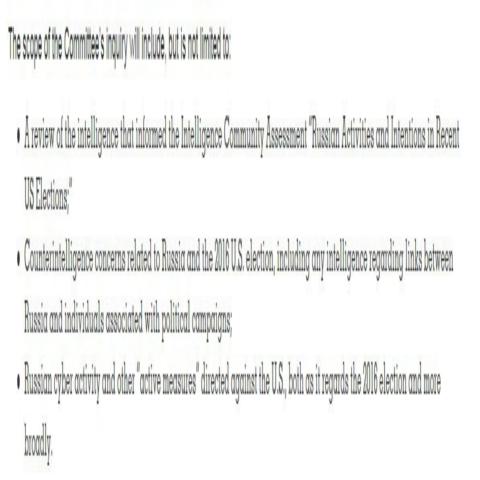 The scope of the Committee's inquiry will include, but is not limited to:
• A review of the intelligence that informed the Intelligence Community Assessment "Russian Activities and Intentions in Recent
US Elections;"
• Counterintelligence concerns related to Russia and the 2016 U.S. election, including any intelligence regarding links between
Russia and individuals associated with political campaigns;
• Russian cyber activity and other "active measures" directed against the U.S., both as it regards the 2016 election and more
broadly.